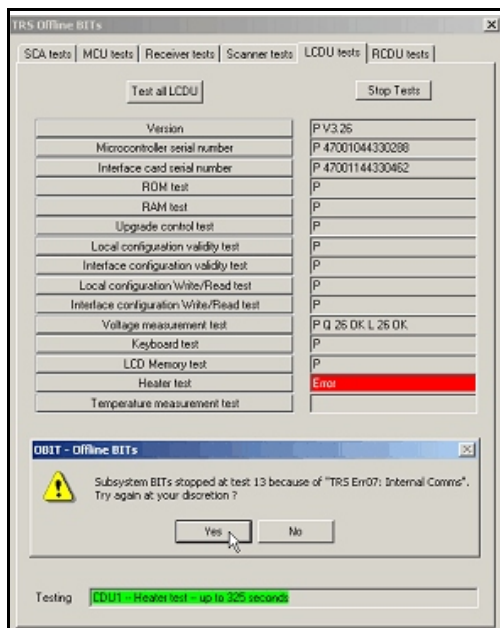 TRS Offline BITs
SCA tests MCU tests Receiver tests Scanner tests LCDU tests RCDU tests
Test all LCDU Stop Tests
Version P V3.26
Microcontroller serial number P 47001044330288
Interface card serial number P 47001144330462
ROM test P
RAM test P
Upgrade control test P
Local configuration validity test P
Interface configuration validity test P
Local configuration Write/Read test P
Interface configuration Write/Read test P
Voltage measurement test P Q 26 OK L 26 OK
Keyboard test P
LCD Memory test P
Heater test Error
Temperature measurement test
OBIT - Offline BITs
Subsystem BITs stopped at test 13 because of "TRS Err07: Internal Comms".
Try again at your discretion ?
Yes No
Testing CDU1 -- Heater test -- up to 325 seconds